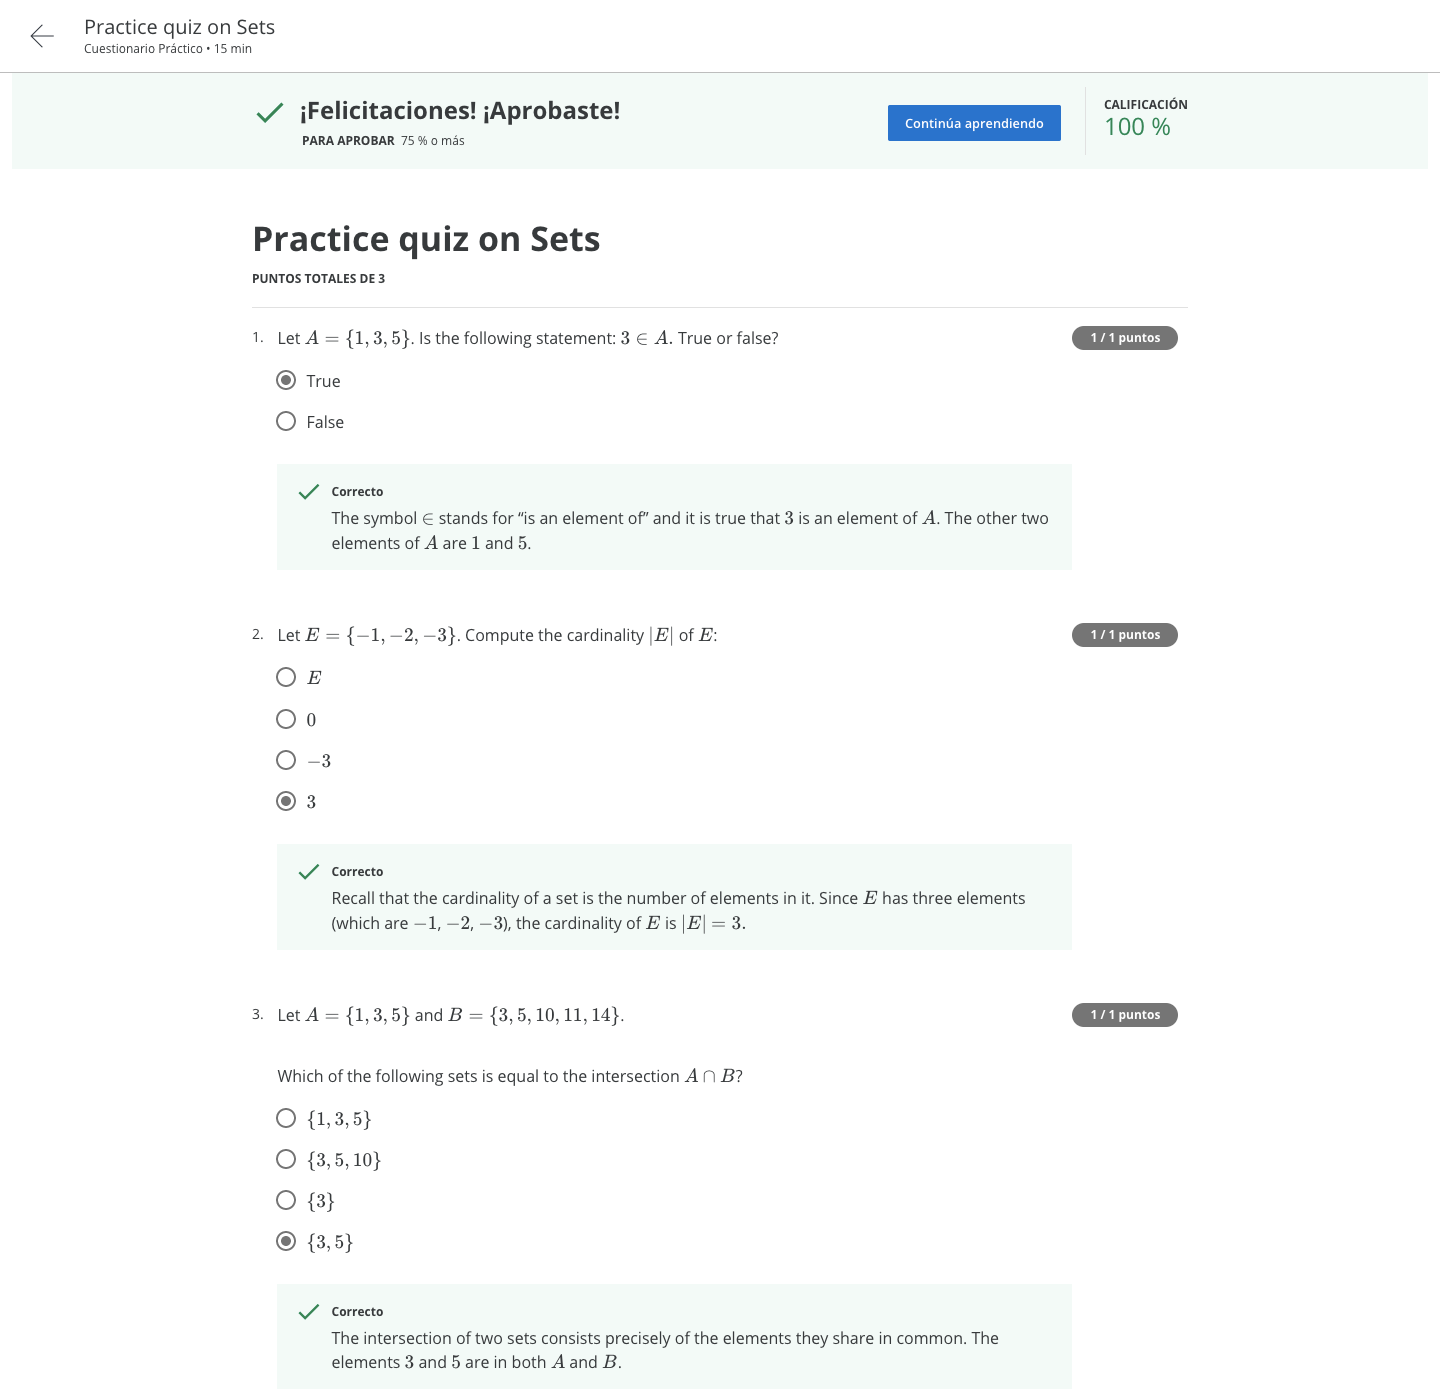 Practice quiz on Sets
Cuestionario Práctico • 15 min
¡Felicitaciones! ¡Aprobaste!
PARA APROBAR 75 % o más
Continúa aprendiendo
CALIFICACIÓN
100 %
Practice quiz on Sets
PUNTOS TOTALES DE 3
1. Let A = {1, 3, 5}. Is the following statement: 3 ∈ A. True or false?
1 / 1 puntos
True
False
Correcto
The symbol ∈ stands for “is an element of” and it is true that 3 is an element of A. The other two
elements of A are 1 and 5.
2. Let E = {−1, −2, −3}. Compute the cardinality |E| of E:
1 / 1 puntos
E
0
−3
3
Correcto
Recall that the cardinality of a set is the number of elements in it. Since E has three elements
(which are −1, −2, −3), the cardinality of E is |E| = 3.
3. Let A = {1, 3, 5} and B = {3, 5, 10, 11, 14}.
1 / 1 puntos
Which of the following sets is equal to the intersection A ∩ B?
{1, 3, 5}
{3, 5, 10}
{3}
{3, 5}
Correcto
The intersection of two sets consists precisely of the elements they share in common. The
elements 3 and 5 are in both A and B.